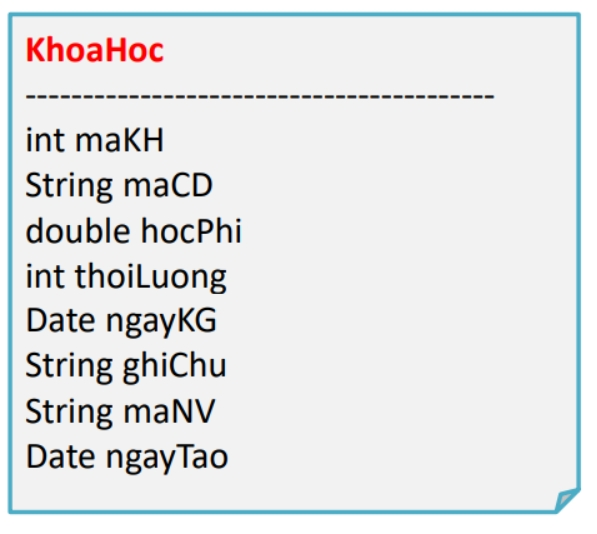 KhoaHoc
-----------------------------------------
int maKH
String maCD
double hocPhi
int thoiLuong
Date ngayKG
String ghiChu
String maNV
Date ngayTao